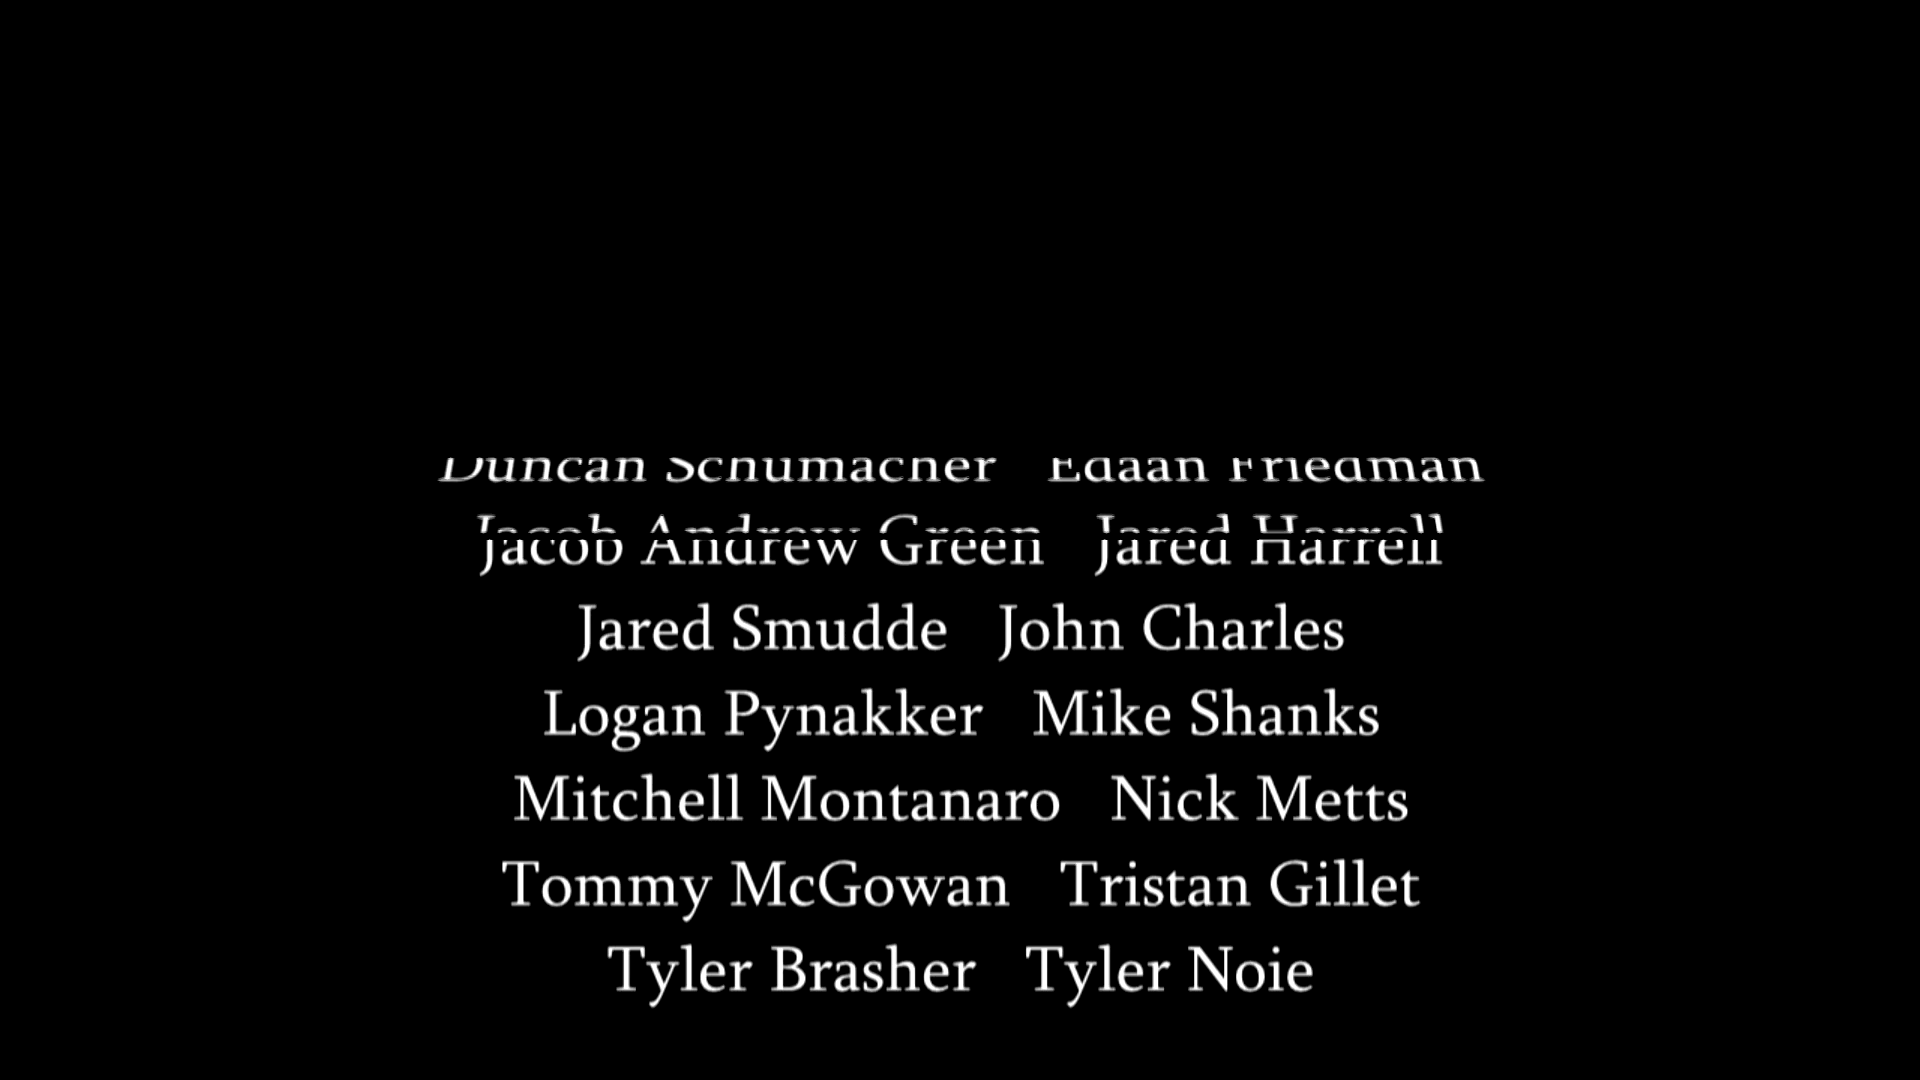 Duncan Schumacher Edaan Friedman
Jacob Andrew Green Jared Harrell
Jared Smudde John Charles
Logan Pynakker Mike Shanks
Mitchell Montanaro Nick Metts
Tommy McGowan Tristan Gillet
Tyler Brasher Tyler Noie